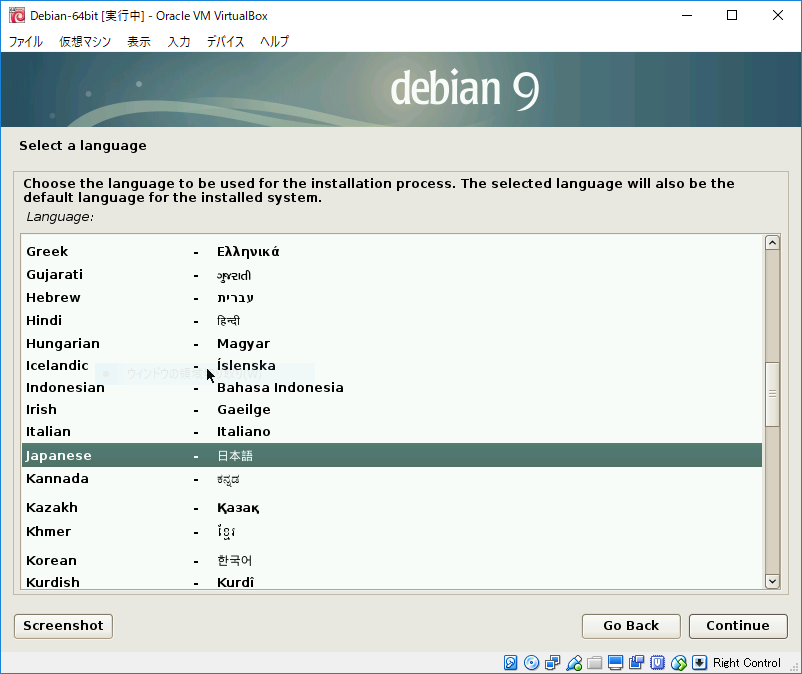 Debian-64bit [実行中] - Oracle VM VirtualBox
ファイル 仮想マシン 表示 入力 デバイス ヘルプ
debian 9
Select a language
Choose the language to be used for the installation process. The selected language will also be the
default language for the installed system.
Language:
Greek - Ελληνικά
Gujarati - ગુજરાતી
Hebrew - עברית
Hindi - हिन्दी
Hungarian - Magyar
Icelandic - Íslenska
Indonesian - Bahasa Indonesia
Irish - Gaeilge
Italian - Italiano
Japanese - 日本語
Kannada - ಕನ್ನಡ
Kazakh - Қазақ
Khmer - ខ្មែរ
Korean - 한국어
Kurdish - Kurdî
Screenshot Go Back Continue
Right Control